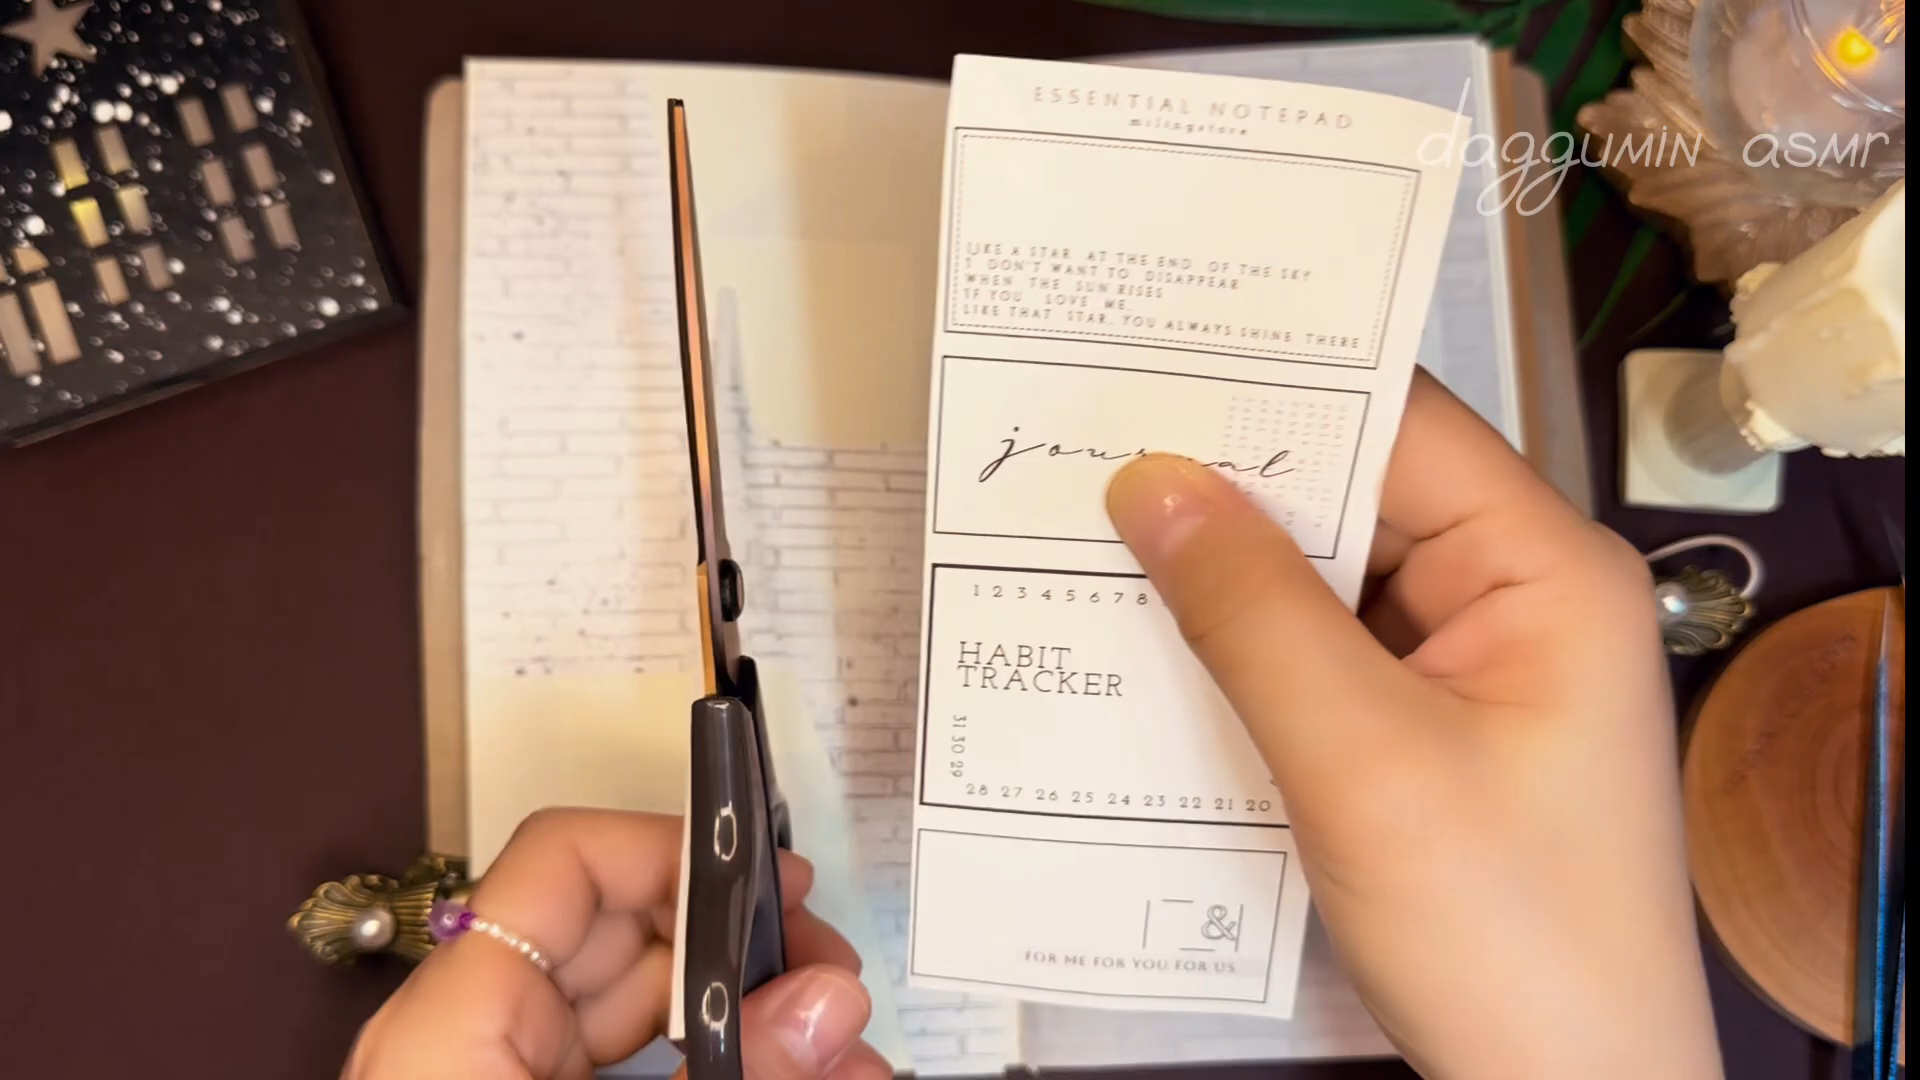 ESSENTIAL NOTEPAD
milingstore
daggumin asmr
LIKE A STAR AT THE END OF THE SKY
I DON'T WANT TO DISAPPEAR
WHEN THE SUN RISES
IF YOU LOVE ME.
LIKE THAT STAR, YOU ALWAYS SHINE THERE
1 2 3 4 5 6 7 8
HABIT
TRACKER
31 30 29
28 27 26 25 24 23 22 21 20
&
FOR ME FOR YOU FOR US